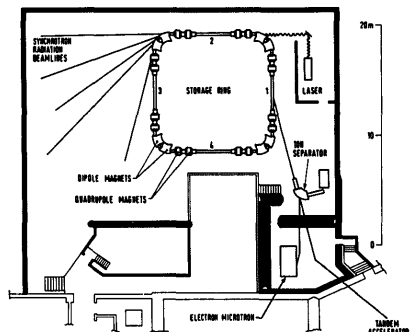 SYNCHROTRON
RADIATION
BEAMLINES
2
20m
3
STORAGE RING
1
LASER
4
ION
SEPARATOR
10
DIPOLE MAGNETS
QUADRUPOLE MAGNETS
0
ELECTRON MICROTRON
TANDEM
ACCELERATOR